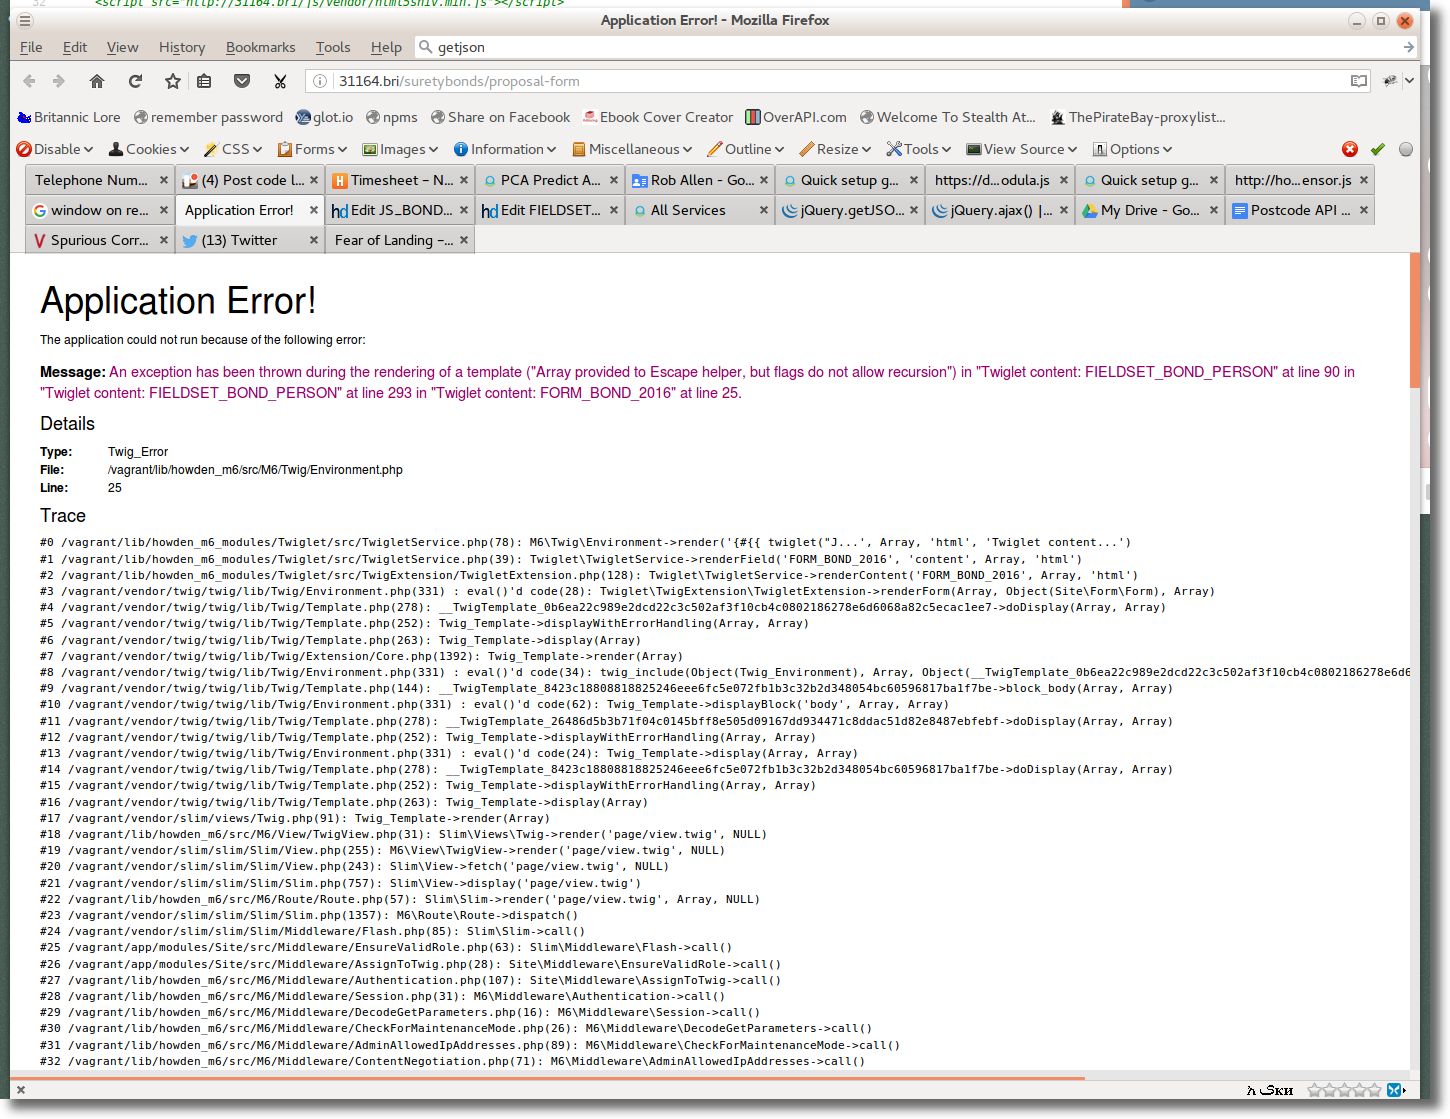 32 <script src="http://31164.bri/js/vendor/html5shiv.min.js"></script>
Application Error! - Mozilla Firefox
File Edit View History Bookmarks Tools Help getjson
31164.bri/suretybonds/proposal-form
Britannic Lore remember password glot.io npms Share on Facebook Ebook Cover Creator OverAPI.com Welcome To Stealth At... ThePirateBay-proxylist...
Disable Cookies CSS Forms Images Information Miscellaneous Outline Resize Tools View Source Options
Telephone Num... (4) Post code l... Timesheet – N... PCA Predict A... Rob Allen - Go... Quick setup g... https://d...odula.js Quick setup g... http://ho...ensor.js
window on re... Application Error! Edit JS_BOND... Edit FIELDSET... All Services jQuery.getJSO... jQuery.ajax() |... My Drive - Go... Postcode API ...
Spurious Corr... (13) Twitter Fear of Landing –...
Application Error!
The application could not run because of the following error:
Message: An exception has been thrown during the rendering of a template ("Array provided to Escape helper, but flags do not allow recursion") in "Twiglet content: FIELDSET_BOND_PERSON" at line 90 in
"Twiglet content: FIELDSET_BOND_PERSON" at line 293 in "Twiglet content: FORM_BOND_2016" at line 25.
Details
Type: Twig_Error
File: /vagrant/lib/howden_m6/src/M6/Twig/Environment.php
Line: 25
Trace
#0 /vagrant/lib/howden_m6_modules/Twiglet/src/TwigletService.php(78): M6\Twig\Environment->render('{#{{ twiglet("J...', Array, 'html', 'Twiglet content...')
#1 /vagrant/lib/howden_m6_modules/Twiglet/src/TwigletService.php(39): Twiglet\TwigletService->renderField('FORM_BOND_2016', 'content', Array, 'html')
#2 /vagrant/lib/howden_m6_modules/Twiglet/src/TwigExtension/TwigletExtension.php(128): Twiglet\TwigletService->renderContent('FORM_BOND_2016', Array, 'html')
#3 /vagrant/vendor/twig/twig/lib/Twig/Environment.php(331) : eval()'d code(28): Twiglet\TwigExtension\TwigletExtension->renderForm(Array, Object(Site\Form\Form), Array)
#4 /vagrant/vendor/twig/twig/lib/Twig/Template.php(278): __TwigTemplate_0b6ea22c989e2dcd22c3c502af3f10cb4c0802186278e6d6068a82c5ecac1ee7->doDisplay(Array, Array)
#5 /vagrant/vendor/twig/twig/lib/Twig/Template.php(252): Twig_Template->displayWithErrorHandling(Array, Array)
#6 /vagrant/vendor/twig/twig/lib/Twig/Template.php(263): Twig_Template->display(Array)
#7 /vagrant/vendor/twig/twig/lib/Twig/Extension/Core.php(1392): Twig_Template->render(Array)
#8 /vagrant/vendor/twig/twig/lib/Twig/Environment.php(331) : eval()'d code(34): twig_include(Object(Twig_Environment), Array, Object(__TwigTemplate_0b6ea22c989e2dcd22c3c502af3f10cb4c0802186278e6d6
#9 /vagrant/vendor/twig/twig/lib/Twig/Template.php(144): __TwigTemplate_8423c18808818825246eee6fc5e072fb1b3c32b2d348054bc60596817ba1f7be->block_body(Array, Array)
#10 /vagrant/vendor/twig/twig/lib/Twig/Environment.php(331) : eval()'d code(62): Twig_Template->displayBlock('body', Array, Array)
#11 /vagrant/vendor/twig/twig/lib/Twig/Template.php(278): __TwigTemplate_26486d5b3b71f04c0145bff8e505d09167dd934471c8ddac51d82e8487ebfebf->doDisplay(Array, Array)
#12 /vagrant/vendor/twig/twig/lib/Twig/Template.php(252): Twig_Template->displayWithErrorHandling(Array, Array)
#13 /vagrant/vendor/twig/twig/lib/Twig/Environment.php(331) : eval()'d code(24): Twig_Template->display(Array, Array)
#14 /vagrant/vendor/twig/twig/lib/Twig/Template.php(278): __TwigTemplate_8423c18808818825246eee6fc5e072fb1b3c32b2d348054bc60596817ba1f7be->doDisplay(Array, Array)
#15 /vagrant/vendor/twig/twig/lib/Twig/Template.php(252): Twig_Template->displayWithErrorHandling(Array, Array)
#16 /vagrant/vendor/twig/twig/lib/Twig/Template.php(263): Twig_Template->display(Array)
#17 /vagrant/vendor/slim/views/Twig.php(91): Twig_Template->render(Array)
#18 /vagrant/lib/howden_m6/src/M6/View/TwigView.php(31): Slim\Views\Twig->render('page/view.twig', NULL)
#19 /vagrant/vendor/slim/slim/Slim/View.php(255): M6\View\TwigView->render('page/view.twig', NULL)
#20 /vagrant/vendor/slim/slim/Slim/View.php(243): Slim\View->fetch('page/view.twig', NULL)
#21 /vagrant/vendor/slim/slim/Slim/Slim.php(757): Slim\View->display('page/view.twig')
#22 /vagrant/lib/howden_m6/src/M6/Route/Route.php(57): Slim\Slim->render('page/view.twig', Array, NULL)
#23 /vagrant/vendor/slim/slim/Slim/Slim.php(1357): M6\Route\Route->dispatch()
#24 /vagrant/vendor/slim/slim/Slim/Middleware/Flash.php(85): Slim\Slim->call()
#25 /vagrant/app/modules/Site/src/Middleware/EnsureValidRole.php(63): Slim\Middleware\Flash->call()
#26 /vagrant/app/modules/Site/src/Middleware/AssignToTwig.php(28): Site\Middleware\EnsureValidRole->call()
#27 /vagrant/lib/howden_m6/src/M6/Middleware/Authentication.php(107): Site\Middleware\AssignToTwig->call()
#28 /vagrant/lib/howden_m6/src/M6/Middleware/Session.php(31): M6\Middleware\Authentication->call()
#29 /vagrant/lib/howden_m6/src/M6/Middleware/DecodeGetParameters.php(16): M6\Middleware\Session->call()
#30 /vagrant/lib/howden_m6/src/M6/Middleware/CheckForMaintenanceMode.php(26): M6\Middleware\DecodeGetParameters->call()
#31 /vagrant/lib/howden_m6/src/M6/Middleware/AdminAllowedIpAddresses.php(89): M6\Middleware\CheckForMaintenanceMode->call()
#32 /vagrant/lib/howden_m6/src/M6/Middleware/ContentNegotiation.php(71): M6\Middleware\AdminAllowedIpAddresses->call()